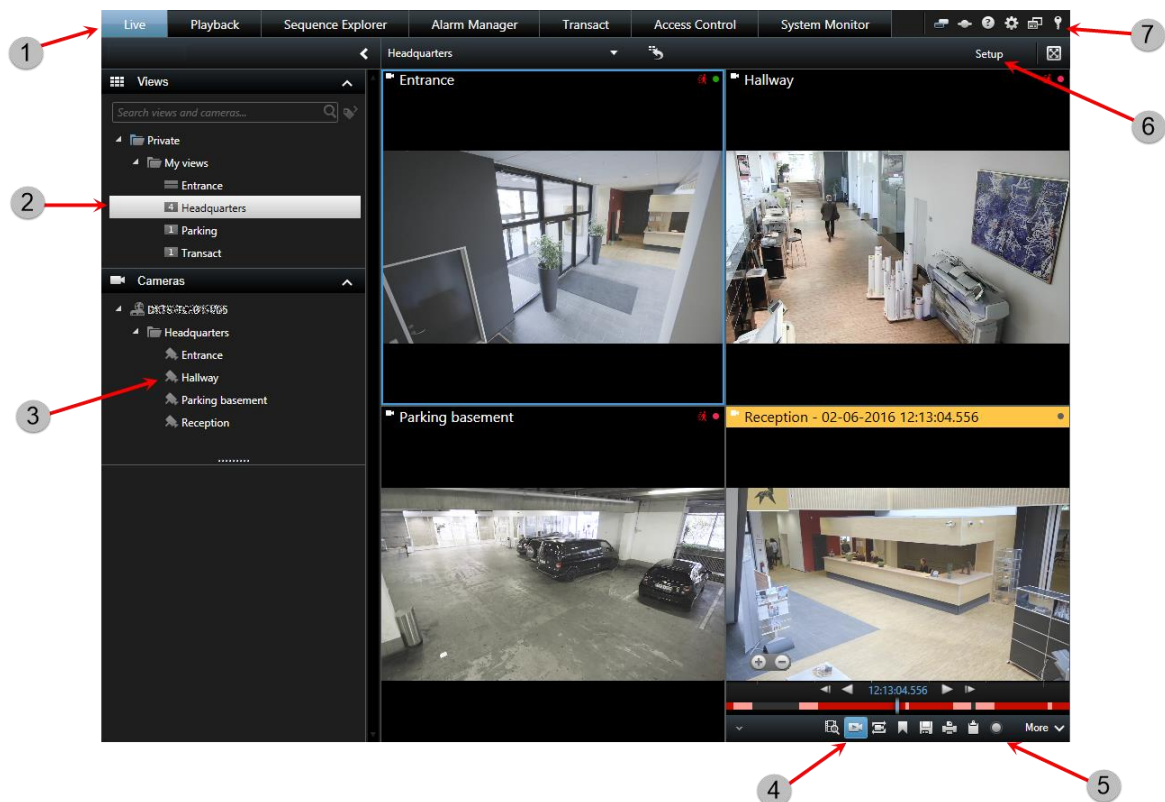 Live Playback Sequence Explorer Alarm Manager Transact Access Control System Monitor
1
7
Headquarters
Setup
Views
Entrance
Hallway
Search views and cameras...
6
Private
My views
Entrance
2
4 Headquarters
1 Parking
1 Transact
Cameras
Headquarters
Entrance
Hallway
3
Parking basement
Reception
Parking basement
Reception - 02-06-2016 12:13:04.556
12:13:04.556
More
4
5